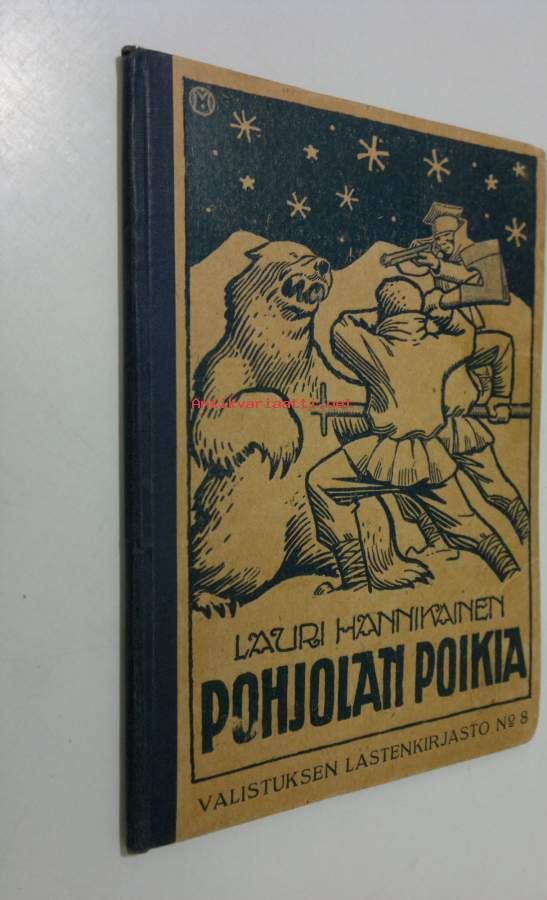 Antikvariaatti.net
LAURI HANNIKAINEN
POHJOLAN POIKIA
VALISTUKSEN LASTENKIRJASTO No 8